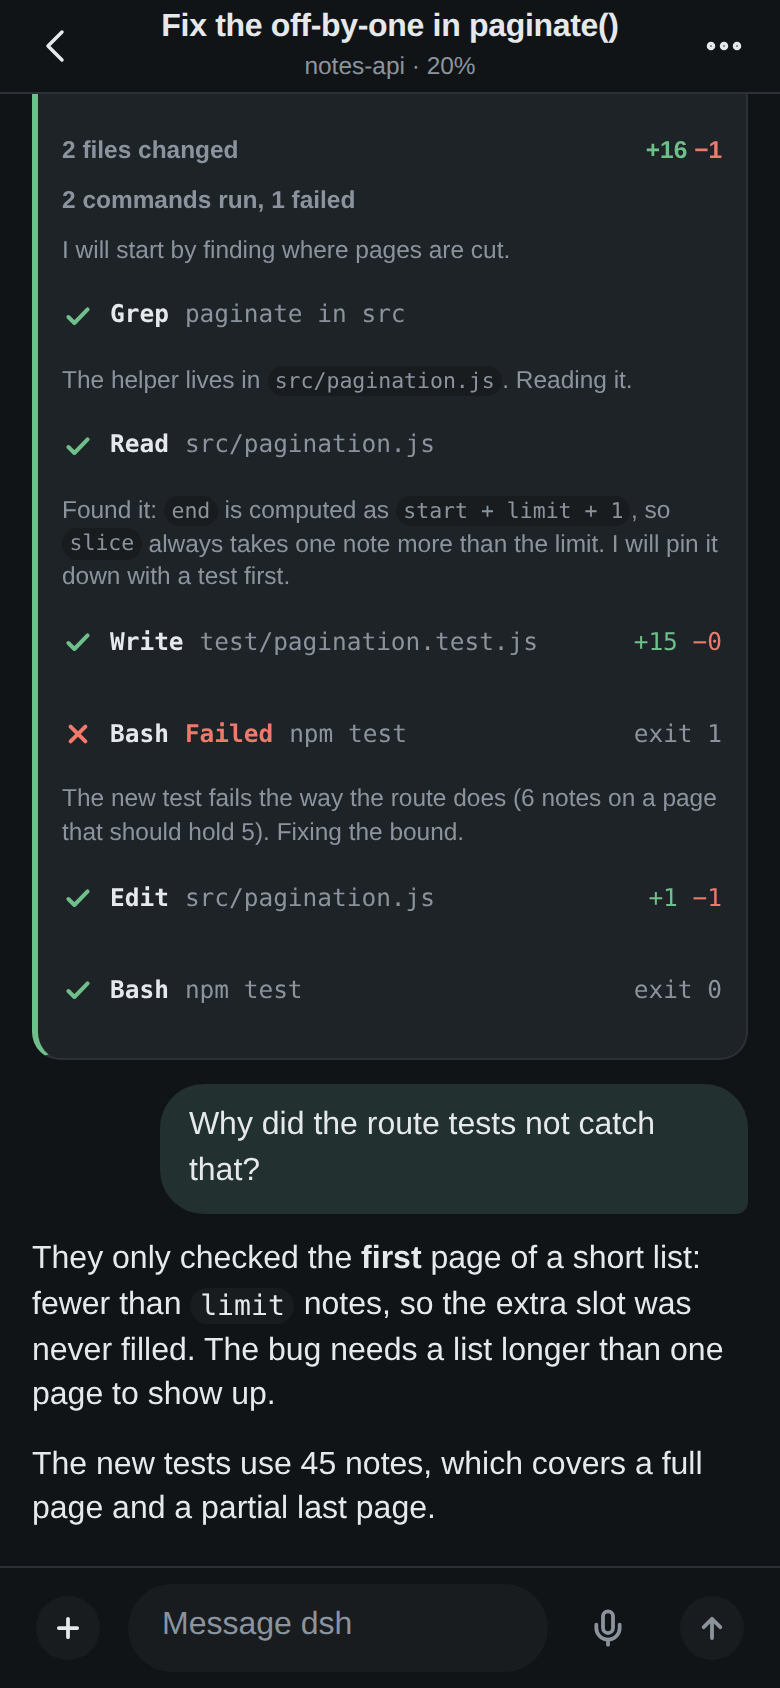 Fix the off-by-one in paginate()
notes-api · 20%
2 files changed +16 −1
2 commands run, 1 failed
I will start by finding where pages are cut.
Grep paginate in src
The helper lives in src/pagination.js. Reading it.
Read src/pagination.js
Found it: end is computed as start + limit + 1, so
slice always takes one note more than the limit. I will pin it
down with a test first.
Write test/pagination.test.js +15 −0
Bash Failed npm test exit 1
The new test fails the way the route does (6 notes on a page
that should hold 5). Fixing the bound.
Edit src/pagination.js +1 −1
Bash npm test exit 0
Why did the route tests not catch
that?
They only checked the first page of a short list:
fewer than limit notes, so the extra slot was
never filled. The bug needs a list longer than one
page to show up.
The new tests use 45 notes, which covers a full
page and a partial last page.
Message dsh